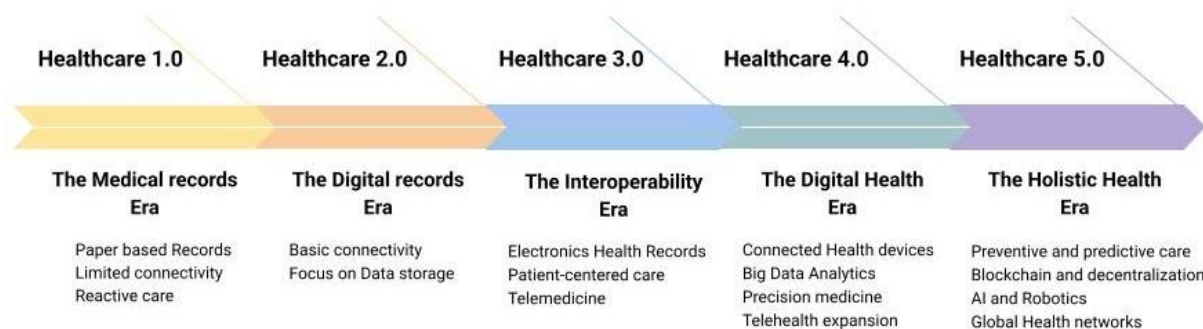 Healthcare 1.0
Healthcare 2.0
Healthcare 3.0
Healthcare 4.0
Healthcare 5.0
The Medical records
Era
Paper based Records
Limited connectivity
Reactive care
The Digital records
Era
Basic connectivity
Focus on Data storage
The Interoperability
Era
Electronics Health Records
Patient-centered care
Telemedicine
The Digital Health
Era
Connected Health devices
Big Data Analytics
Precision medicine
Telehealth expansion
The Holistic Health
Era
Preventive and predictive care
Blockchain and decentralization
AI and Robotics
Global Health networks